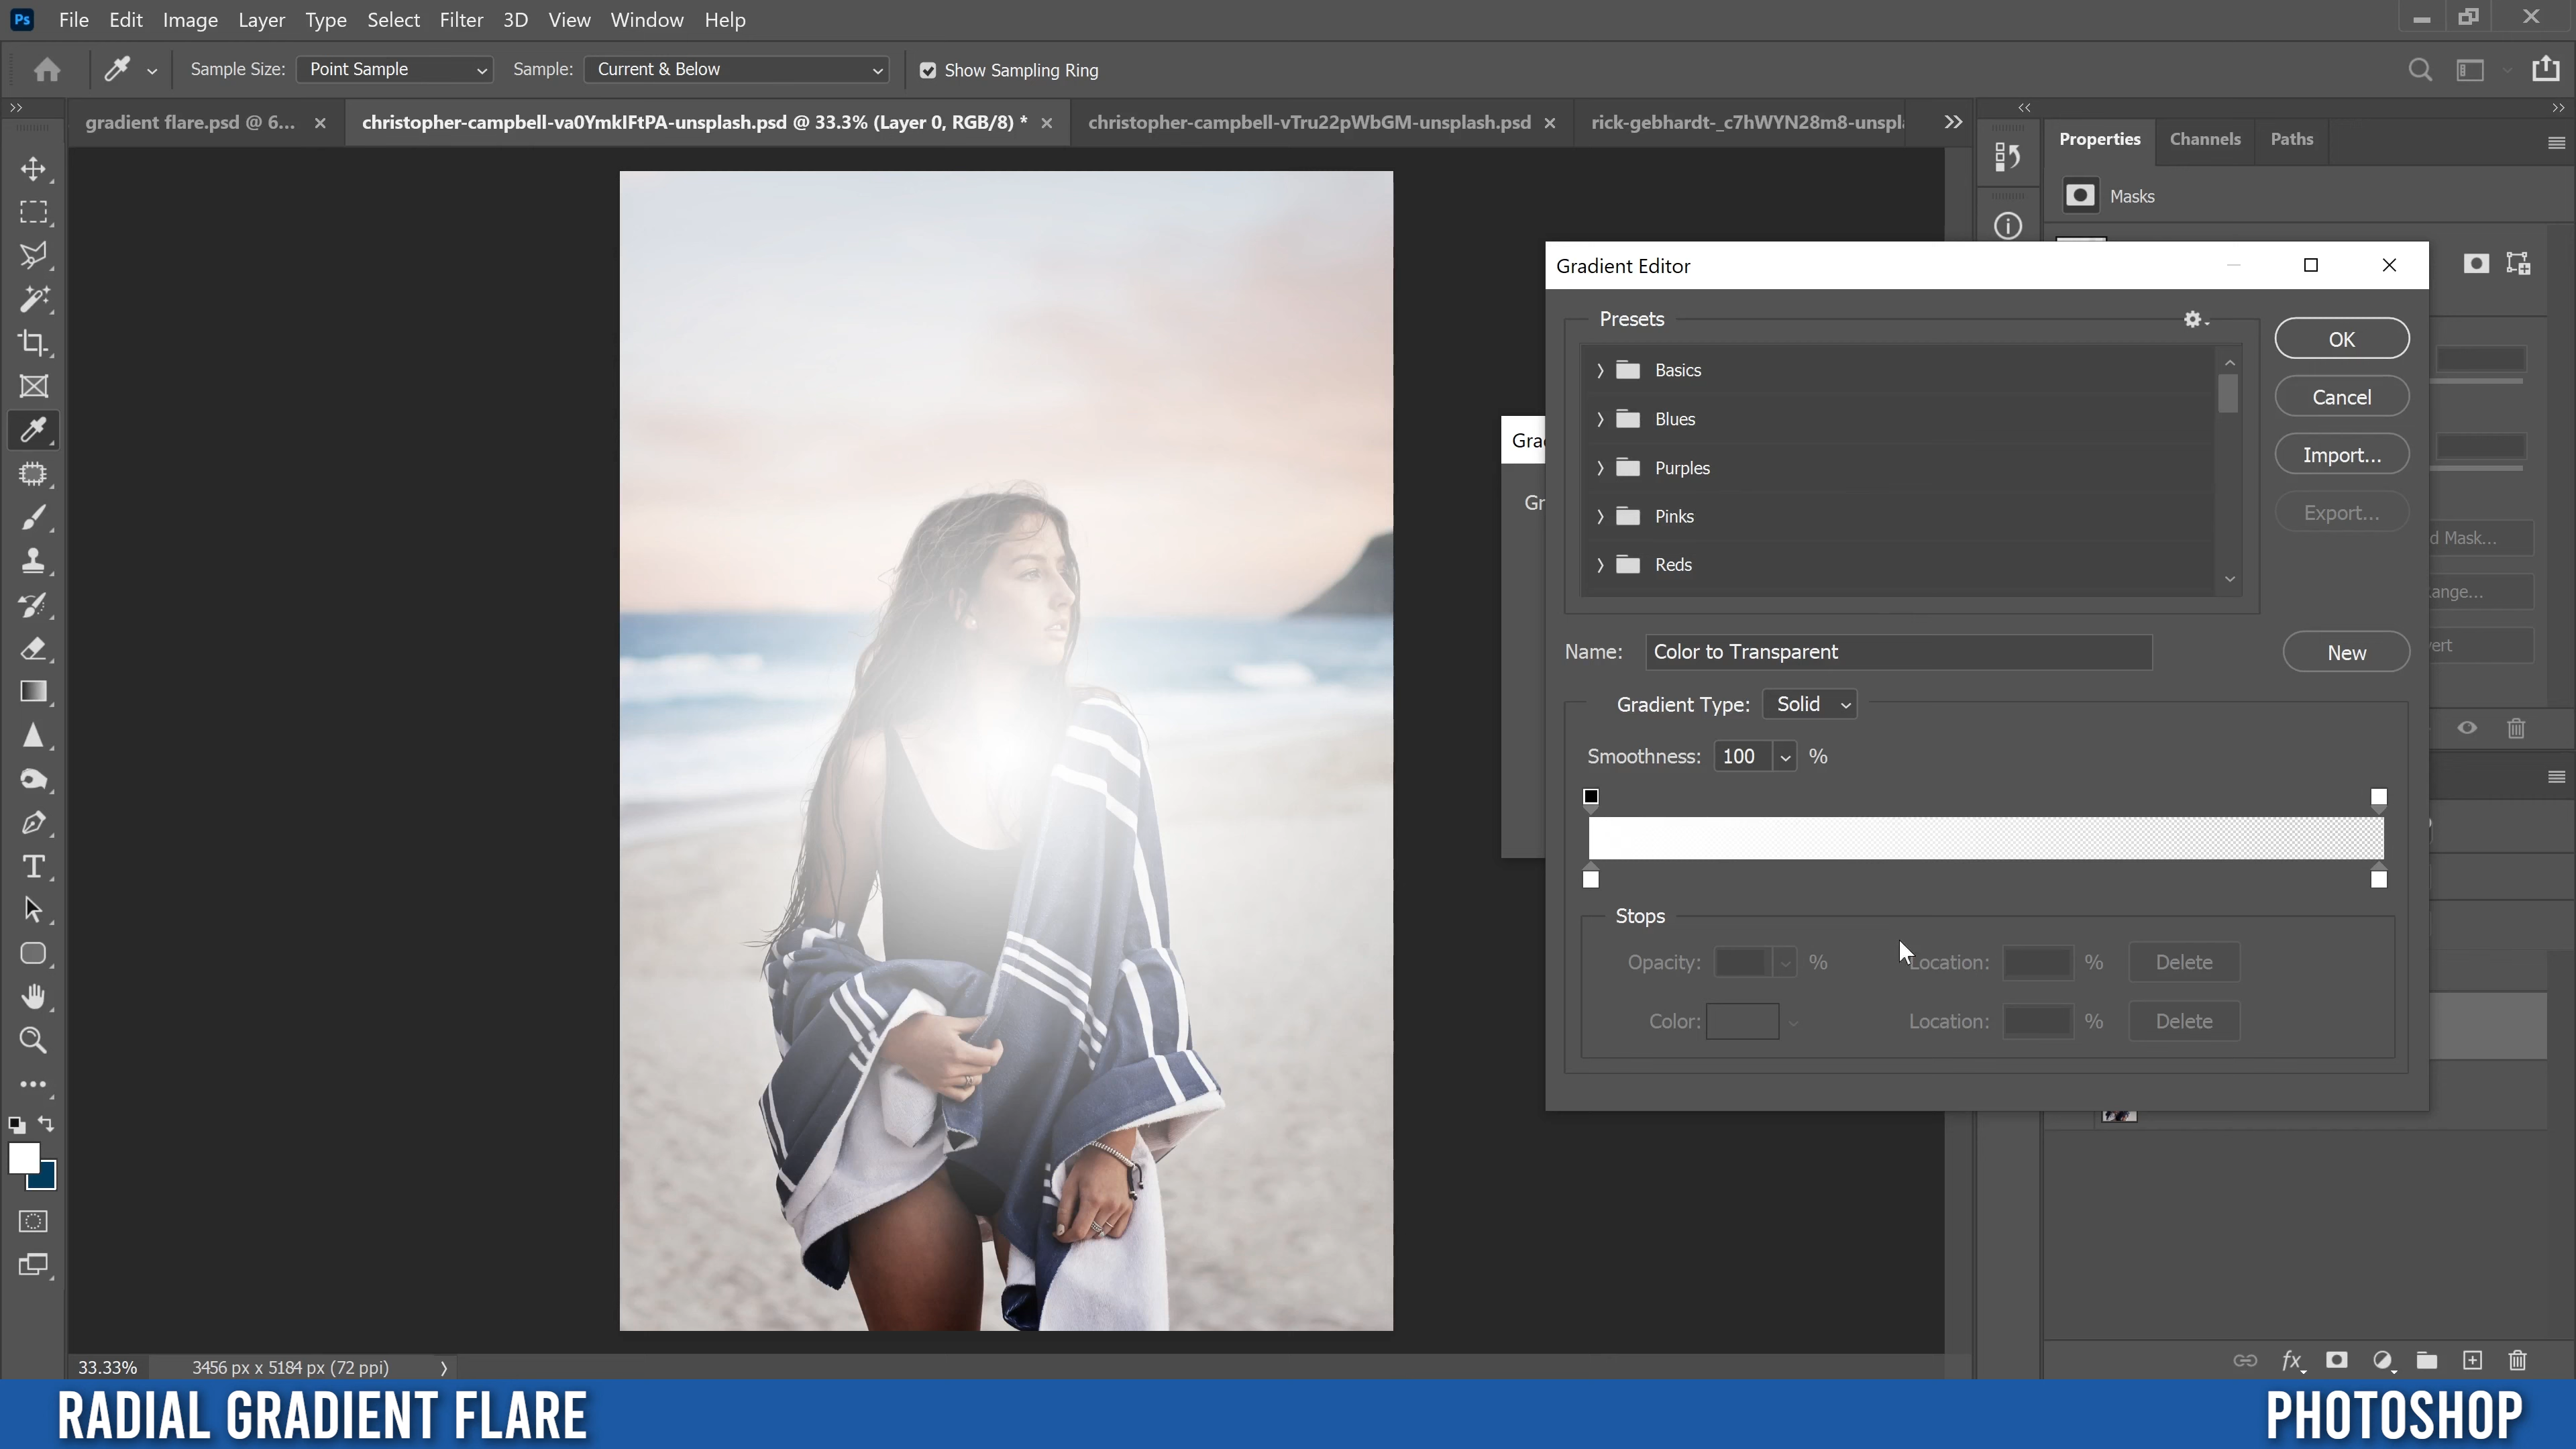 Ps File Edit Image Layer Type Select Filter 3D View Window Help
Sample Size: Point Sample Sample: Current & Below Show Sampling Ring
gradient flare.psd @ 6... christopher-campbell-va0YmkIFtPA-unsplash.psd @ 33.3% (Layer 0, RGB/8) * christopher-campbell-vTru22pWbGM-unsplash.psd rick-gebhardt-_c7hWYN28m8-unspl
Properties Channels Paths
Masks
Gradient Editor
Presets
Basics
Blues
Purples
Pinks
Reds
OK
Cancel
Import...
Export...
Gra
Gr
d Mask...
ange...
vert
Name: Color to Transparent New
Gradient Type: Solid
Smoothness: 100 %
Stops
Opacity: % Location: % Delete
Color: Location: % Delete
T
fx
33.33% 3456 px x 5184 px (72 ppi)
RADIAL GRADIENT FLARE PHOTOSHOP